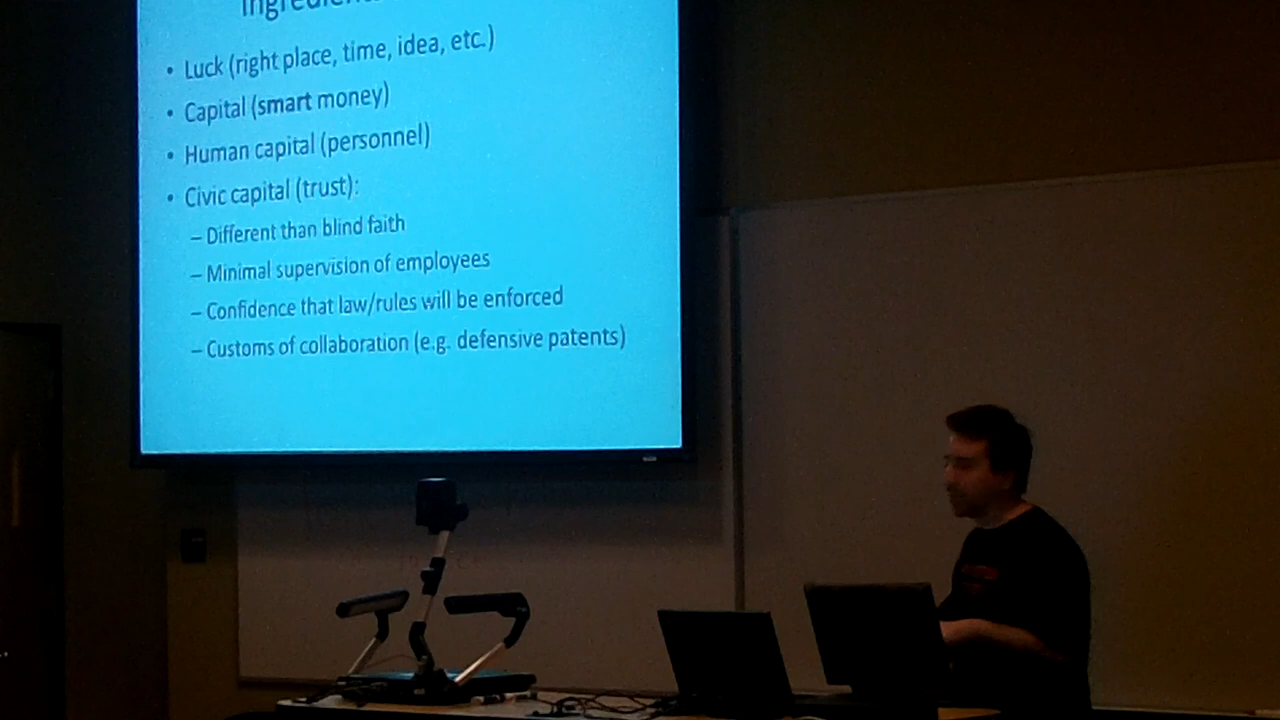 • Luck (right place, time, idea, etc.)
• Capital (smart money)
• Human capital (personnel)
• Civic capital (trust):
– Different than blind faith
– Minimal supervision of employees
– Confidence that law/rules will be enforced
– Customs of collaboration (e.g. defensive patents)